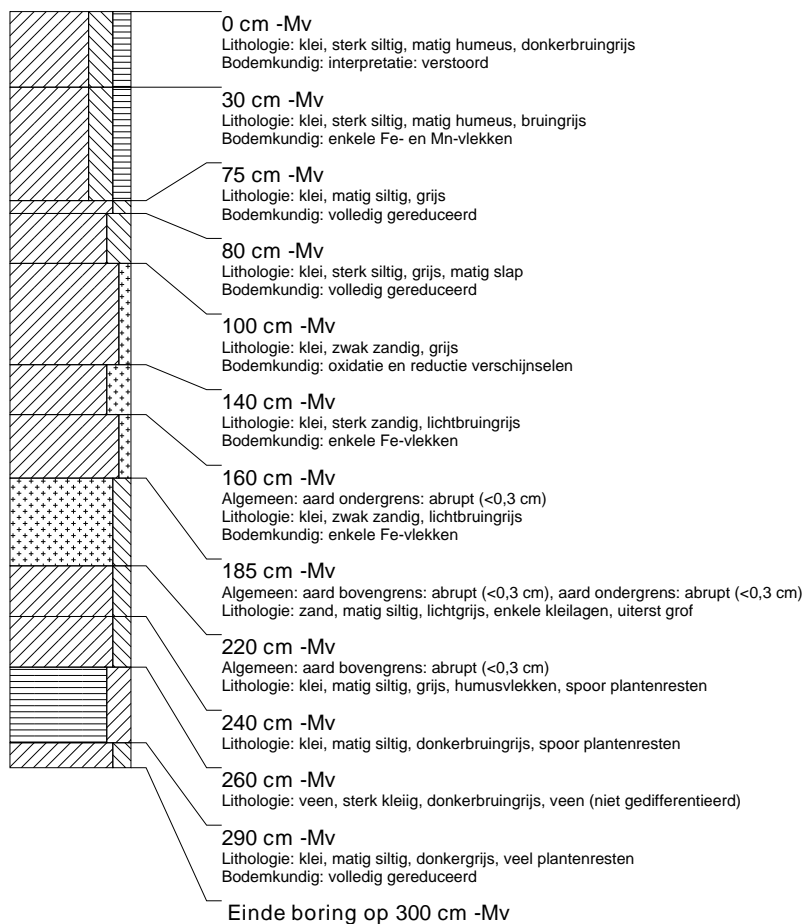 0 cm -Mv
Lithologie: klei, sterk siltig, matig humeus, donkerbruingrijs
Bodemkundig: interpretatie: verstoord
30 cm -Mv
Lithologie: klei, sterk siltig, matig humeus, bruingrijs
Bodemkundig: enkele Fe- en Mn-vlekken
75 cm -Mv
Lithologie: klei, matig siltig, grijs
Bodemkundig: volledig gereduceerd
80 cm -Mv
Lithologie: klei, sterk siltig, grijs, matig slap
Bodemkundig: volledig gereduceerd
100 cm -Mv
Lithologie: klei, zwak zandig, grijs
Bodemkundig: oxidatie en reductie verschijnselen
140 cm -Mv
Lithologie: klei, sterk zandig, lichtbruingrijs
Bodemkundig: enkele Fe-vlekken
160 cm -Mv
Algemeen: aard ondergrens: abrupt (<0,3 cm)
Lithologie: klei, zwak zandig, lichtbruingrijs
Bodemkundig: enkele Fe-vlekken
185 cm -Mv
Algemeen: aard bovengrens: abrupt (<0,3 cm), aard ondergrens: abrupt (<0,3 cm)
Lithologie: zand, matig siltig, lichtgrijs, enkele kleilagen, uiterst grof
220 cm -Mv
Algemeen: aard bovengrens: abrupt (<0,3 cm)
Lithologie: klei, matig siltig, grijs, humusvlekken, spoor plantenresten
240 cm -Mv
Lithologie: klei, matig siltig, donkerbruingrijs, spoor plantenresten
260 cm -Mv
Lithologie: veen, sterk kleiig, donkerbruingrijs, veen (niet gedifferentieerd)
290 cm -Mv
Lithologie: klei, matig siltig, donkergrijs, veel plantenresten
Bodemkundig: volledig gereduceerd
Einde boring op 300 cm -Mv